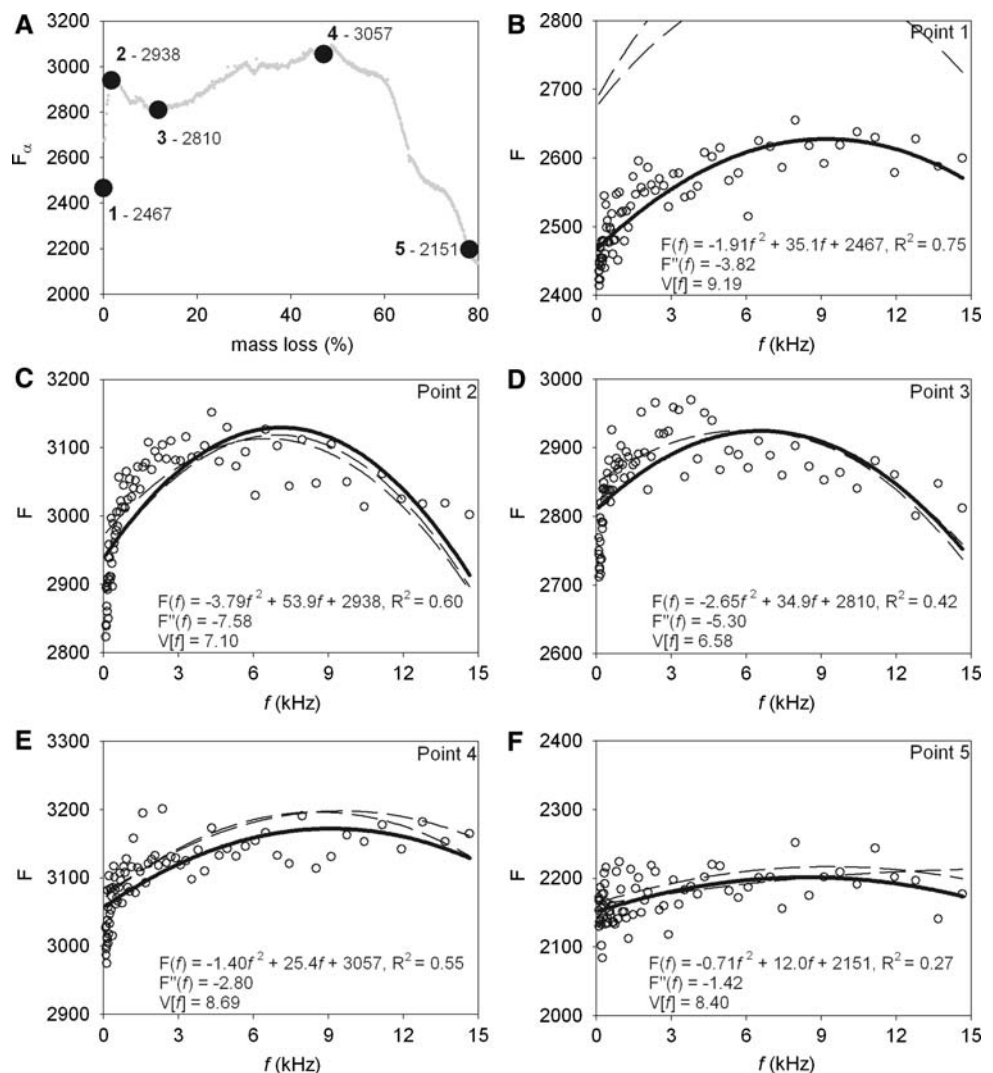 A
3200
3000
2800
2600
2400
2200
2000
Fα
0 20 40 60 80
mass loss (%)
1 - 2467
2 - 2938
3 - 2810
4 - 3057
5 - 2151
B
Point 1
2800
2700
2600
2500
2400
F
F(f) = -1.91f² + 35.1f + 2467, R² = 0.75
F"(f) = -3.82
V[f] = 9.19
0 3 6 9 12 15
f (kHz)
C
Point 2
3200
3100
3000
2900
2800
F
F(f) = -3.79f² + 53.9f + 2938, R² = 0.60
F"(f) = -7.58
V[f] = 7.10
0 3 6 9 12 15
f (kHz)
D
Point 3
3000
2900
2800
2700
2600
F
F(f) = -2.65f² + 34.9f + 2810, R² = 0.42
F"(f) = -5.30
V[f] = 6.58
0 3 6 9 12 15
f (kHz)
E
Point 4
3300
3200
3100
3000
2900
F
F(f) = -1.40f² + 25.4f + 3057, R² = 0.55
F"(f) = -2.80
V[f] = 8.69
0 3 6 9 12 15
f (kHz)
F
Point 5
2400
2300
2200
2100
2000
F
F(f) = -0.71f² + 12.0f + 2151, R² = 0.27
F"(f) = -1.42
V[f] = 8.40
0 3 6 9 12 15
f (kHz)